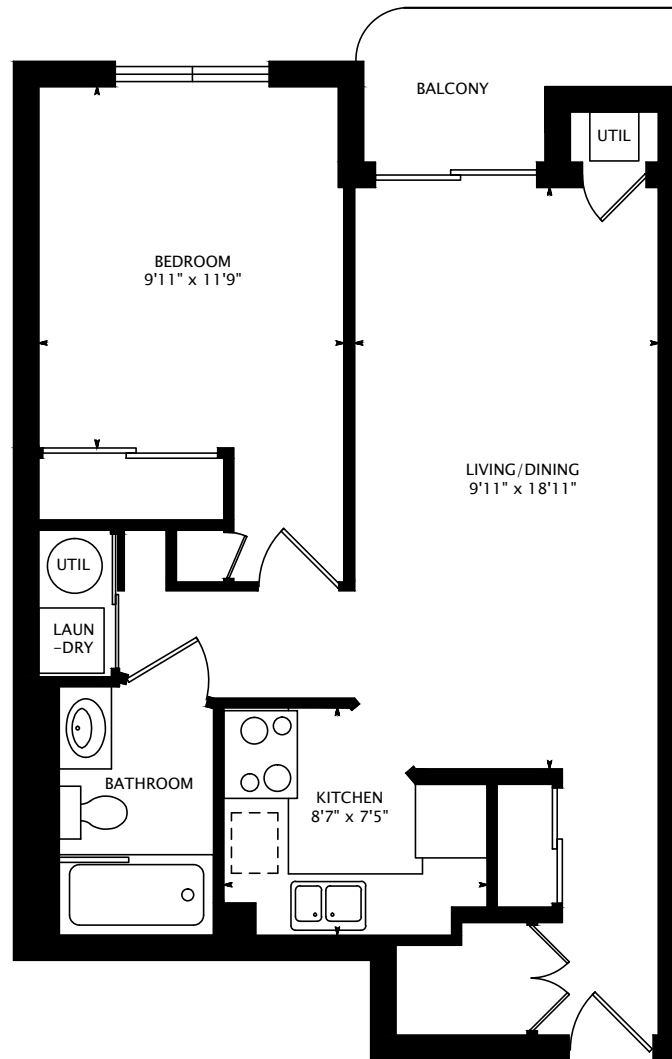 BALCONY
UTIL
BEDROOM
9'11" x 11'9"
LIVING/DINING
9'11" x 18'11"
UTIL
LAUN
-DRY
BATHROOM
KITCHEN
8'7" x 7'5"